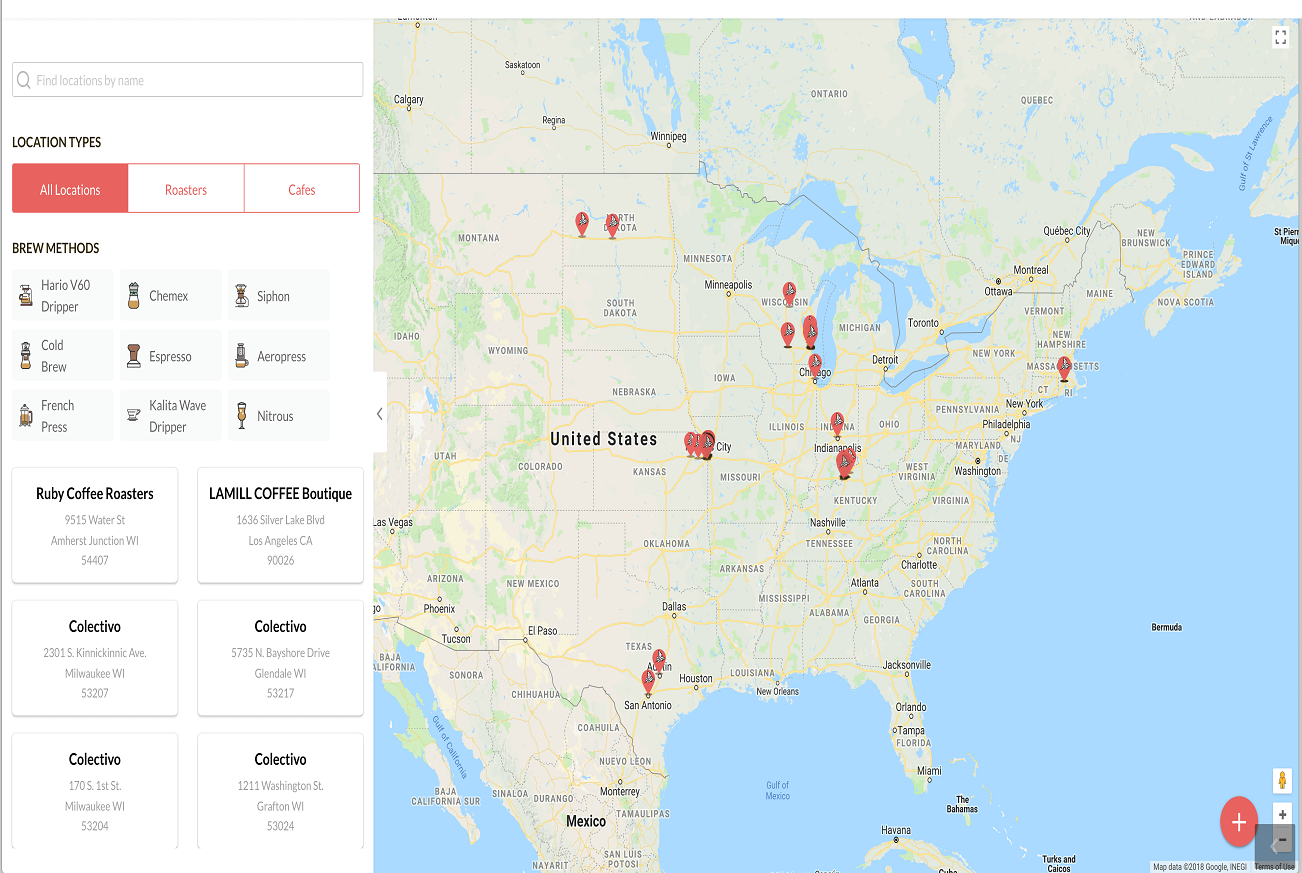 Find locations by name
LOCATION TYPES
All Locations
Roasters
Cafes
BREW METHODS
Hario V60
Dripper
Chemex
Siphon
Cold
Brew
Espresso
Aeropress
French
Press
Kalita Wave
Dripper
Nitrous
Ruby Coffee Roasters
9515 Water St
Amherst Junction WI
54407
LAMILL COFFEE Boutique
1636 Silver Lake Blvd
Los Angeles CA
90026
Colectivo
2301 S. Kinnickinnic Ave.
Milwaukee WI
53207
Colectivo
5735 N. Bayshore Drive
Glendale WI
53217
Colectivo
170 S. 1st St.
Milwaukee WI
53204
Colectivo
1211 Washington St.
Grafton WI
53024
Edmonton
Saskatoon
Calgary
Regina
Winnipeg
ONTARIO
QUEBEC
Gulf of St Lawrence
MONTANA
NORTH
DAKOTA
MINNESOTA
Québec City
NEW
BRUNSWICK
St Pierre
Mique
PRINCE
EDWARD
ISLAND
Montreal
Ottawa
MAINE
NOVA SCOTIA
Minneapolis
WISCONSIN
SOUTH
DAKOTA
VERMONT
Toronto
MICHIGAN
IDAHO
WYOMING
NEW
HAMPSHIRE
NEW YORK
Detroit
MASSACHUSETTS
Chicago
IOWA
CT
RI
NEBRASKA
New York
PENNSYLVANIA
Philadelphia
ILLINOIS
INDIANA
OHIO
NJ
United States
City
Indianapolis
MARYLAND
DE
UTAH
COLORADO
KANSAS
MISSOURI
WEST
VIRGINIA
Washington
KENTUCKY
VIRGINIA
Las Vegas
Nashville
OKLAHOMA
TENNESSEE
NORTH
CAROLINA
Charlotte
ARKANSAS
ARIZONA
NEW MEXICO
Atlanta
SOUTH
CAROLINA
MISSISSIPPI
Phoenix
Dallas
ALABAMA
GEORGIA
go
Tucson
El Paso
Bermuda
TEXAS
BAJA
CALIFORNIA
SONORA
Austin
LOUISIANA
Jacksonville
Houston
CHIHUAHUA
New Orleans
San Antonio
Orlando
Gulf of California
COAHUILA
Tampa
FLORIDA
NUEVO LEON
Miami
Monterrey
Gulf of
Mexico
BAJA
CALIFORNIA SUR
SINALOA
DURANGO
The
Bahamas
TAMAULIPAS
Mexico
Havana
SAN LUIS
POTOSI
NAYARIT
Cuba
Turks and
Caicos
Map data ©2018 Google, INEGI
Terms of Use